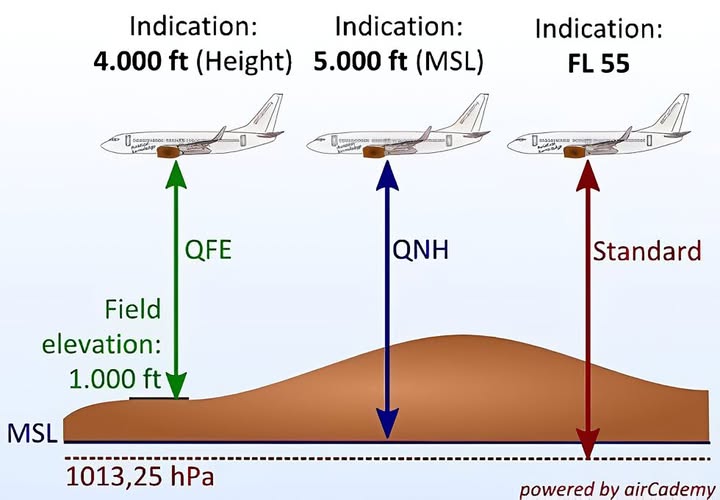 Indication:
4.000 ft (Height)
Indication:
5.000 ft (MSL)
Indication:
FL 55
QFE
QNH
Standard
Field
elevation:
1.000 ft
MSL
1013,25 hPa
powered by airCademy